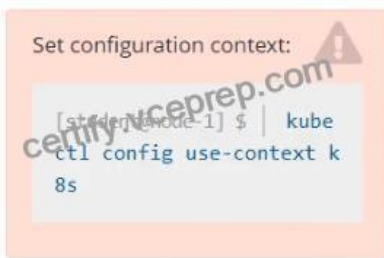 Set configuration context:
[student@node-1] $ | kube
ctl config use-context k
8s
certify.vceprep.com